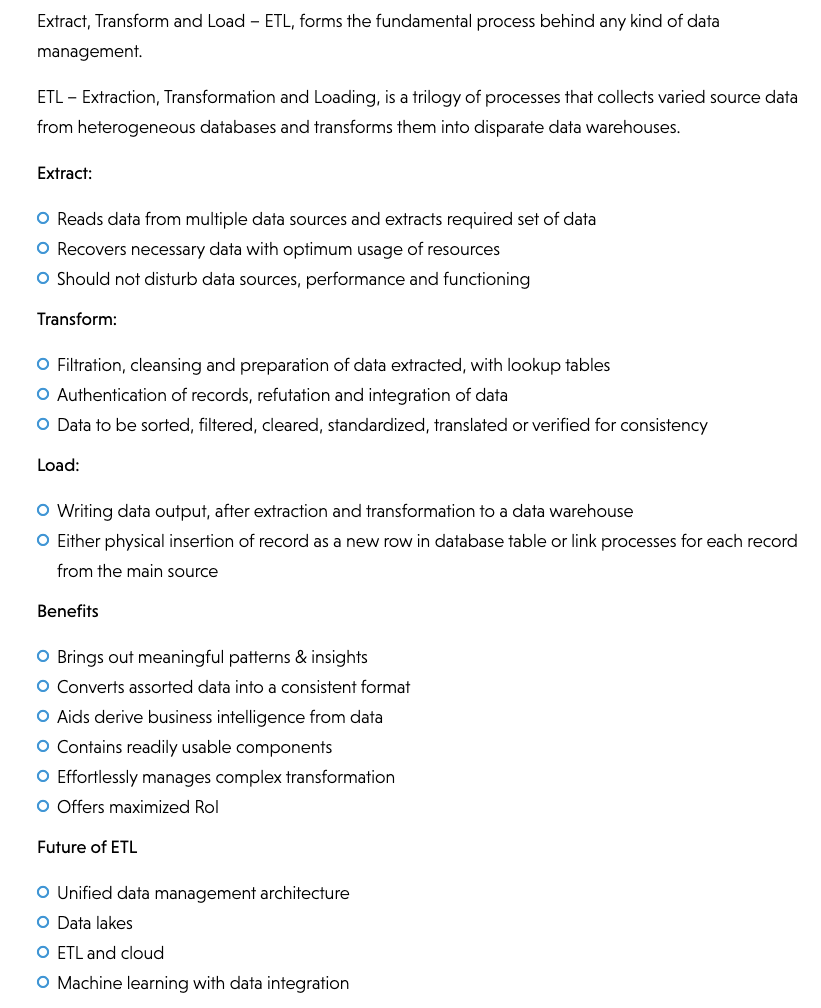 Extract, Transform and Load – ETL, forms the fundamental process behind any kind of data
management.
ETL – Extraction, Transformation and Loading, is a trilogy of processes that collects varied source data
from heterogeneous databases and transforms them into disparate data warehouses.
Extract:
Reads data from multiple data sources and extracts required set of data
Recovers necessary data with optimum usage of resources
Should not disturb data sources, performance and functioning
Transform:
Filtration, cleansing and preparation of data extracted, with lookup tables
Authentication of records, refutation and integration of data
Data to be sorted, filtered, cleared, standardized, translated or verified for consistency
Load:
Writing data output, after extraction and transformation to a data warehouse
Either physical insertion of record as a new row in database table or link processes for each record
from the main source
Benefits
Brings out meaningful patterns & insights
Converts assorted data into a consistent format
Aids derive business intelligence from data
Contains readily usable components
Effortlessly manages complex transformation
Offers maximized RoI
Future of ETL
Unified data management architecture
Data lakes
ETL and cloud
Machine learning with data integration